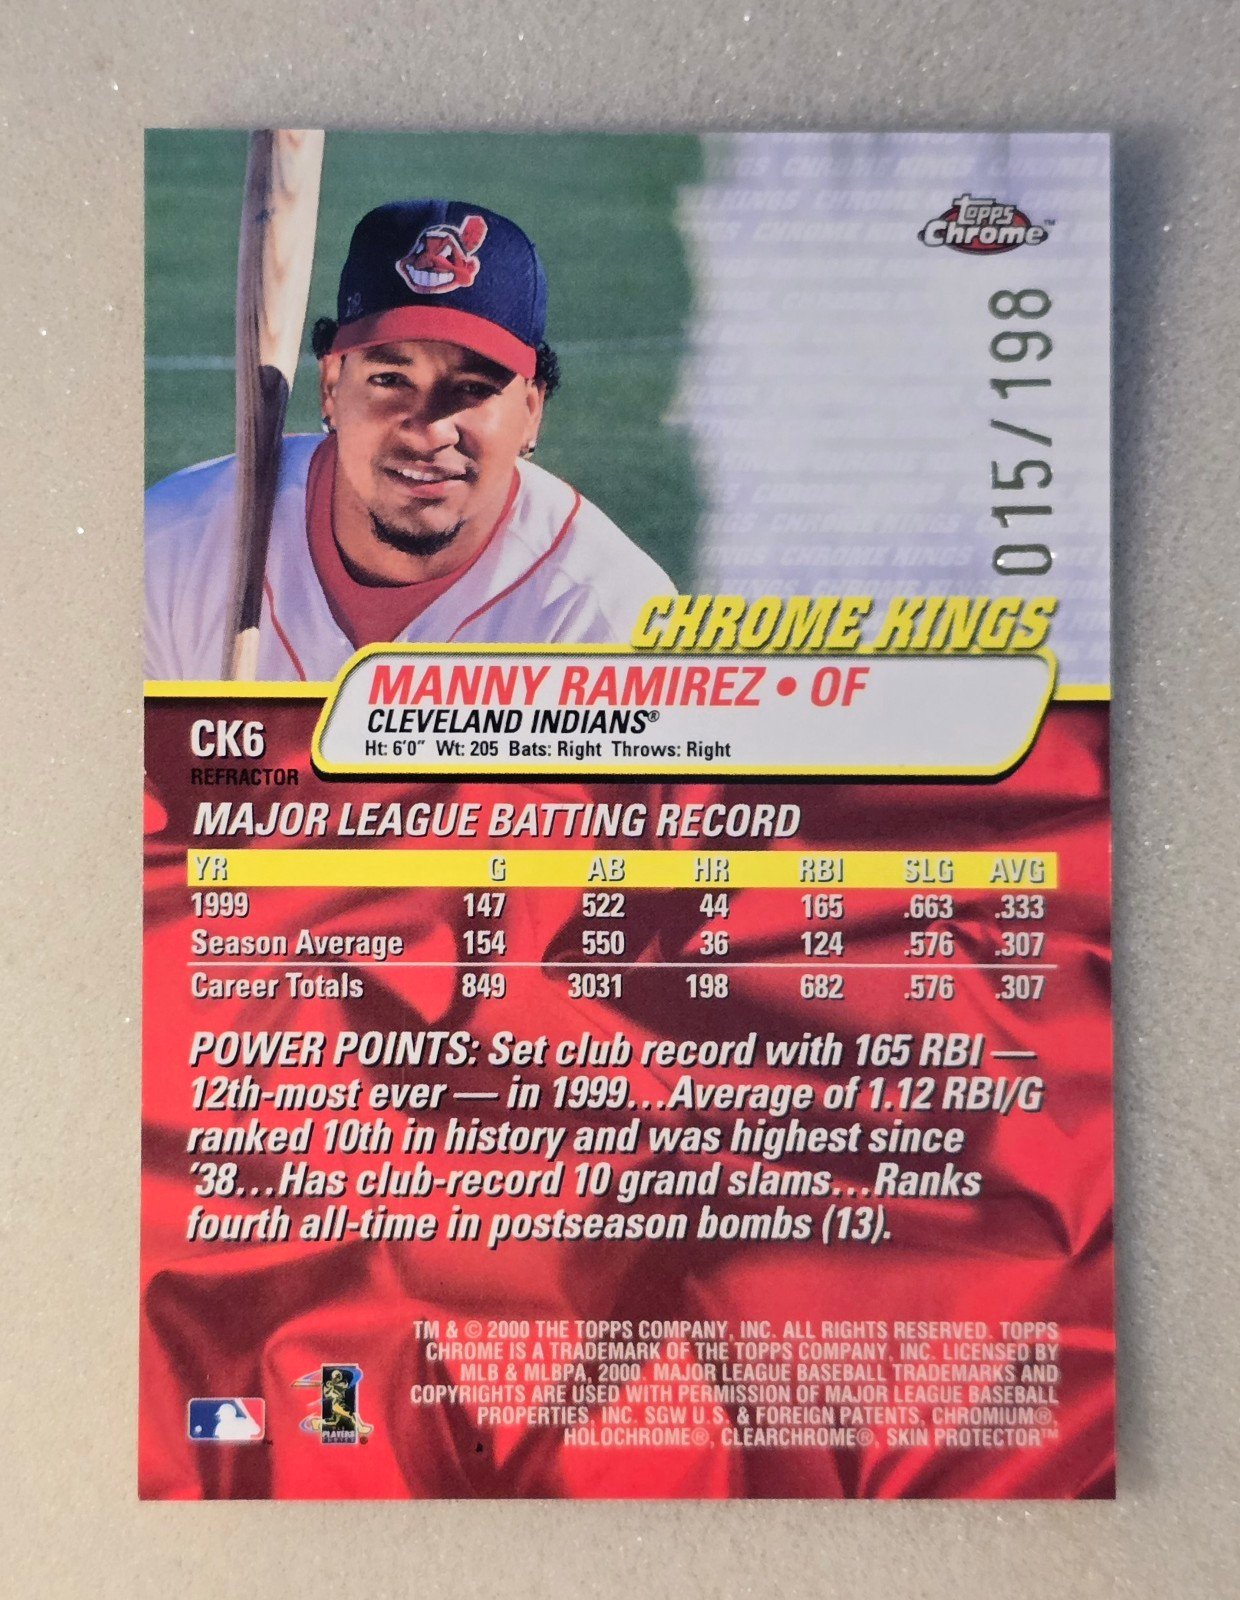 Topps
Chrome™
015/198
CHROME KINGS
MANNY RAMIREZ • OF
CLEVELAND INDIANS®
Ht: 6'0" Wt: 205 Bats: Right Throws: Right
CK6
REFRACTOR
MAJOR LEAGUE BATTING RECORD
YR G AB HR RBI SLG AVG
1999 147 522 44 165 .663 .333
Season Average 154 550 36 124 .576 .307
Career Totals 849 3031 198 682 .576 .307
POWER POINTS: Set club record with 165 RBI —
12th-most ever — in 1999...Average of 1.12 RBI/G
ranked 10th in history and was highest since
'38...Has club-record 10 grand slams...Ranks
fourth all-time in postseason bombs (13).
TM & © 2000 THE TOPPS COMPANY, INC. ALL RIGHTS RESERVED. TOPPS
CHROME IS A TRADEMARK OF THE TOPPS COMPANY, INC. LICENSED BY
MLB & MLBPA, 2000. MAJOR LEAGUE BASEBALL TRADEMARKS AND
COPYRIGHTS ARE USED WITH PERMISSION OF MAJOR LEAGUE BASEBALL
PROPERTIES, INC. SGW U.S. & FOREIGN PATENTS, CHROMIUM®,
HOLOCHROME®, CLEARCHROME®, SKIN PROTECTOR™
PLAYERS
CHOICE